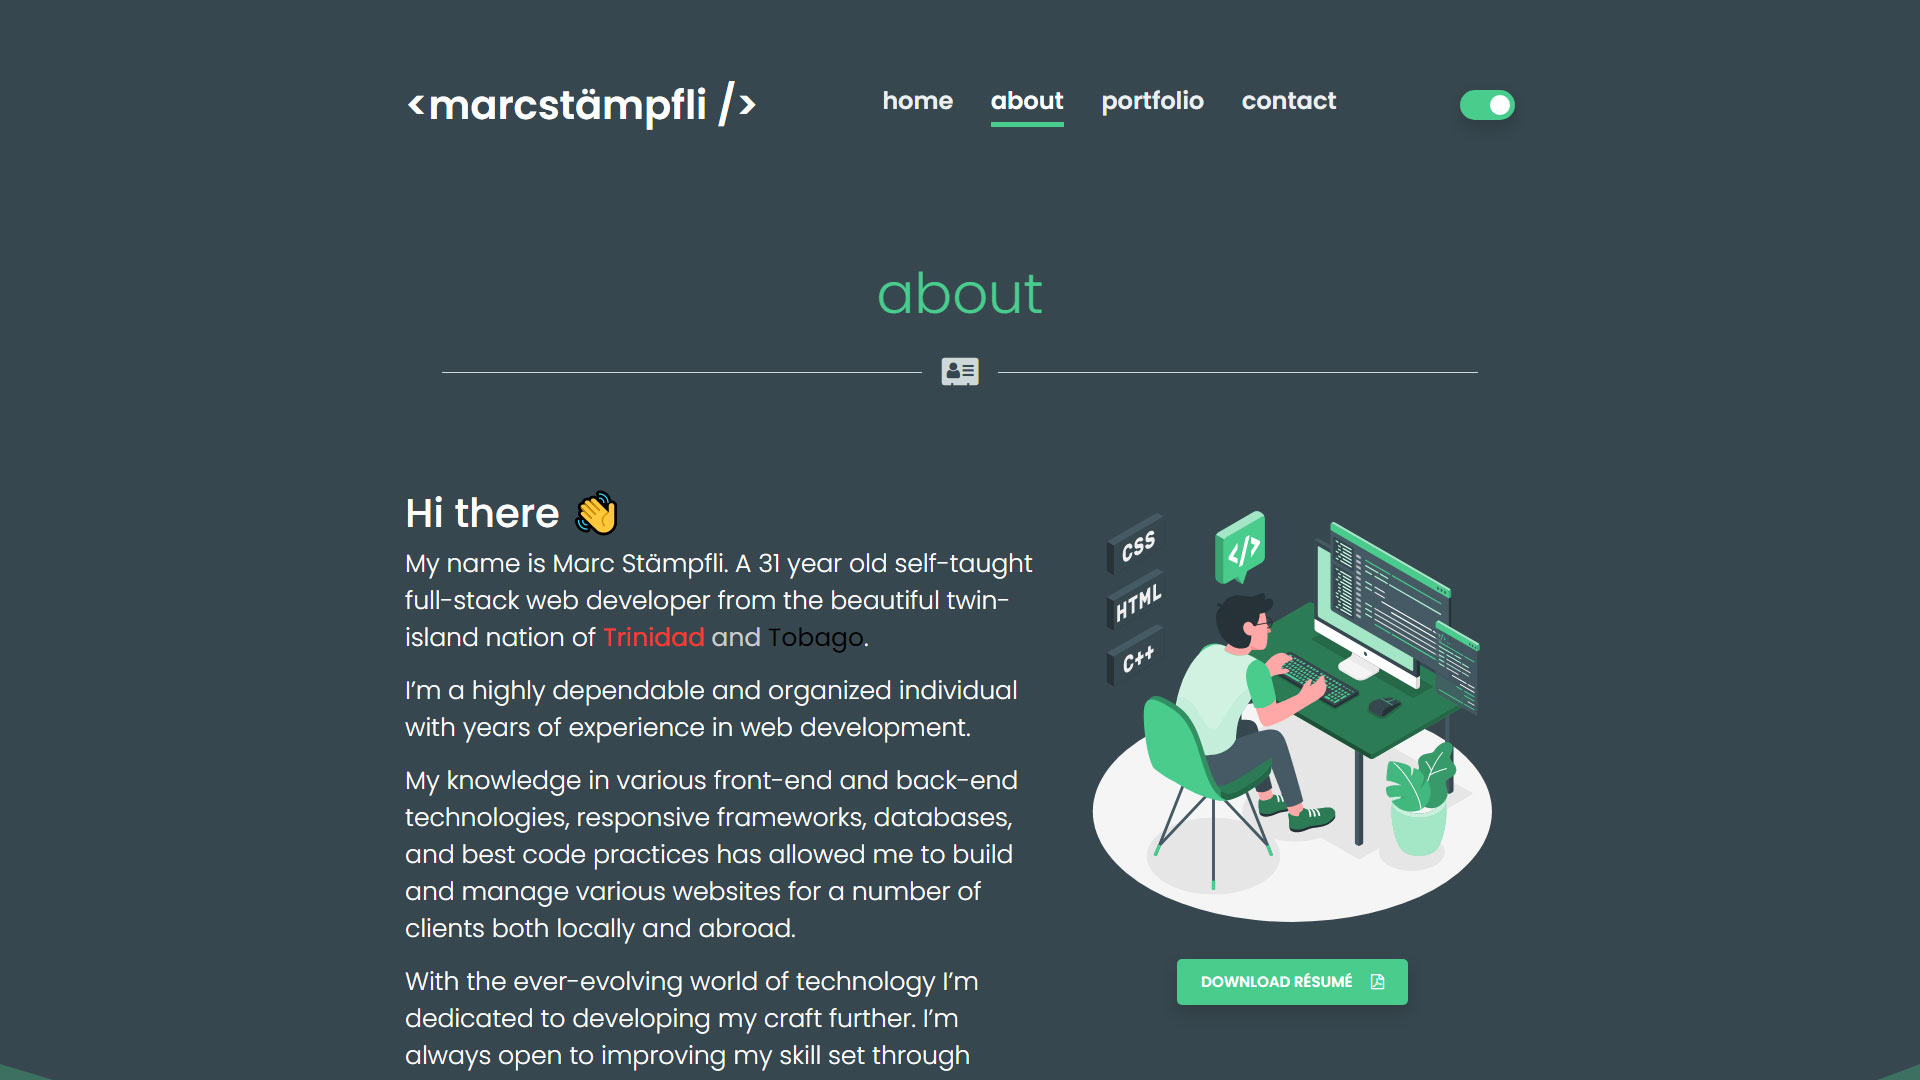 <marcstämpfli />
home about portfolio contact
about
Hi there
My name is Marc Stämpfli. A 31 year old self-taught
full-stack web developer from the beautiful twin-
island nation of Trinidad and Tobago.
I’m a highly dependable and organized individual
with years of experience in web development.
My knowledge in various front-end and back-end
technologies, responsive frameworks, databases,
and best code practices has allowed me to build
and manage various websites for a number of
clients both locally and abroad.
With the ever-evolving world of technology I’m
dedicated to developing my craft further. I’m
always open to improving my skill set through
CSS
</>
HTML
C++
DOWNLOAD RÉSUMÉ